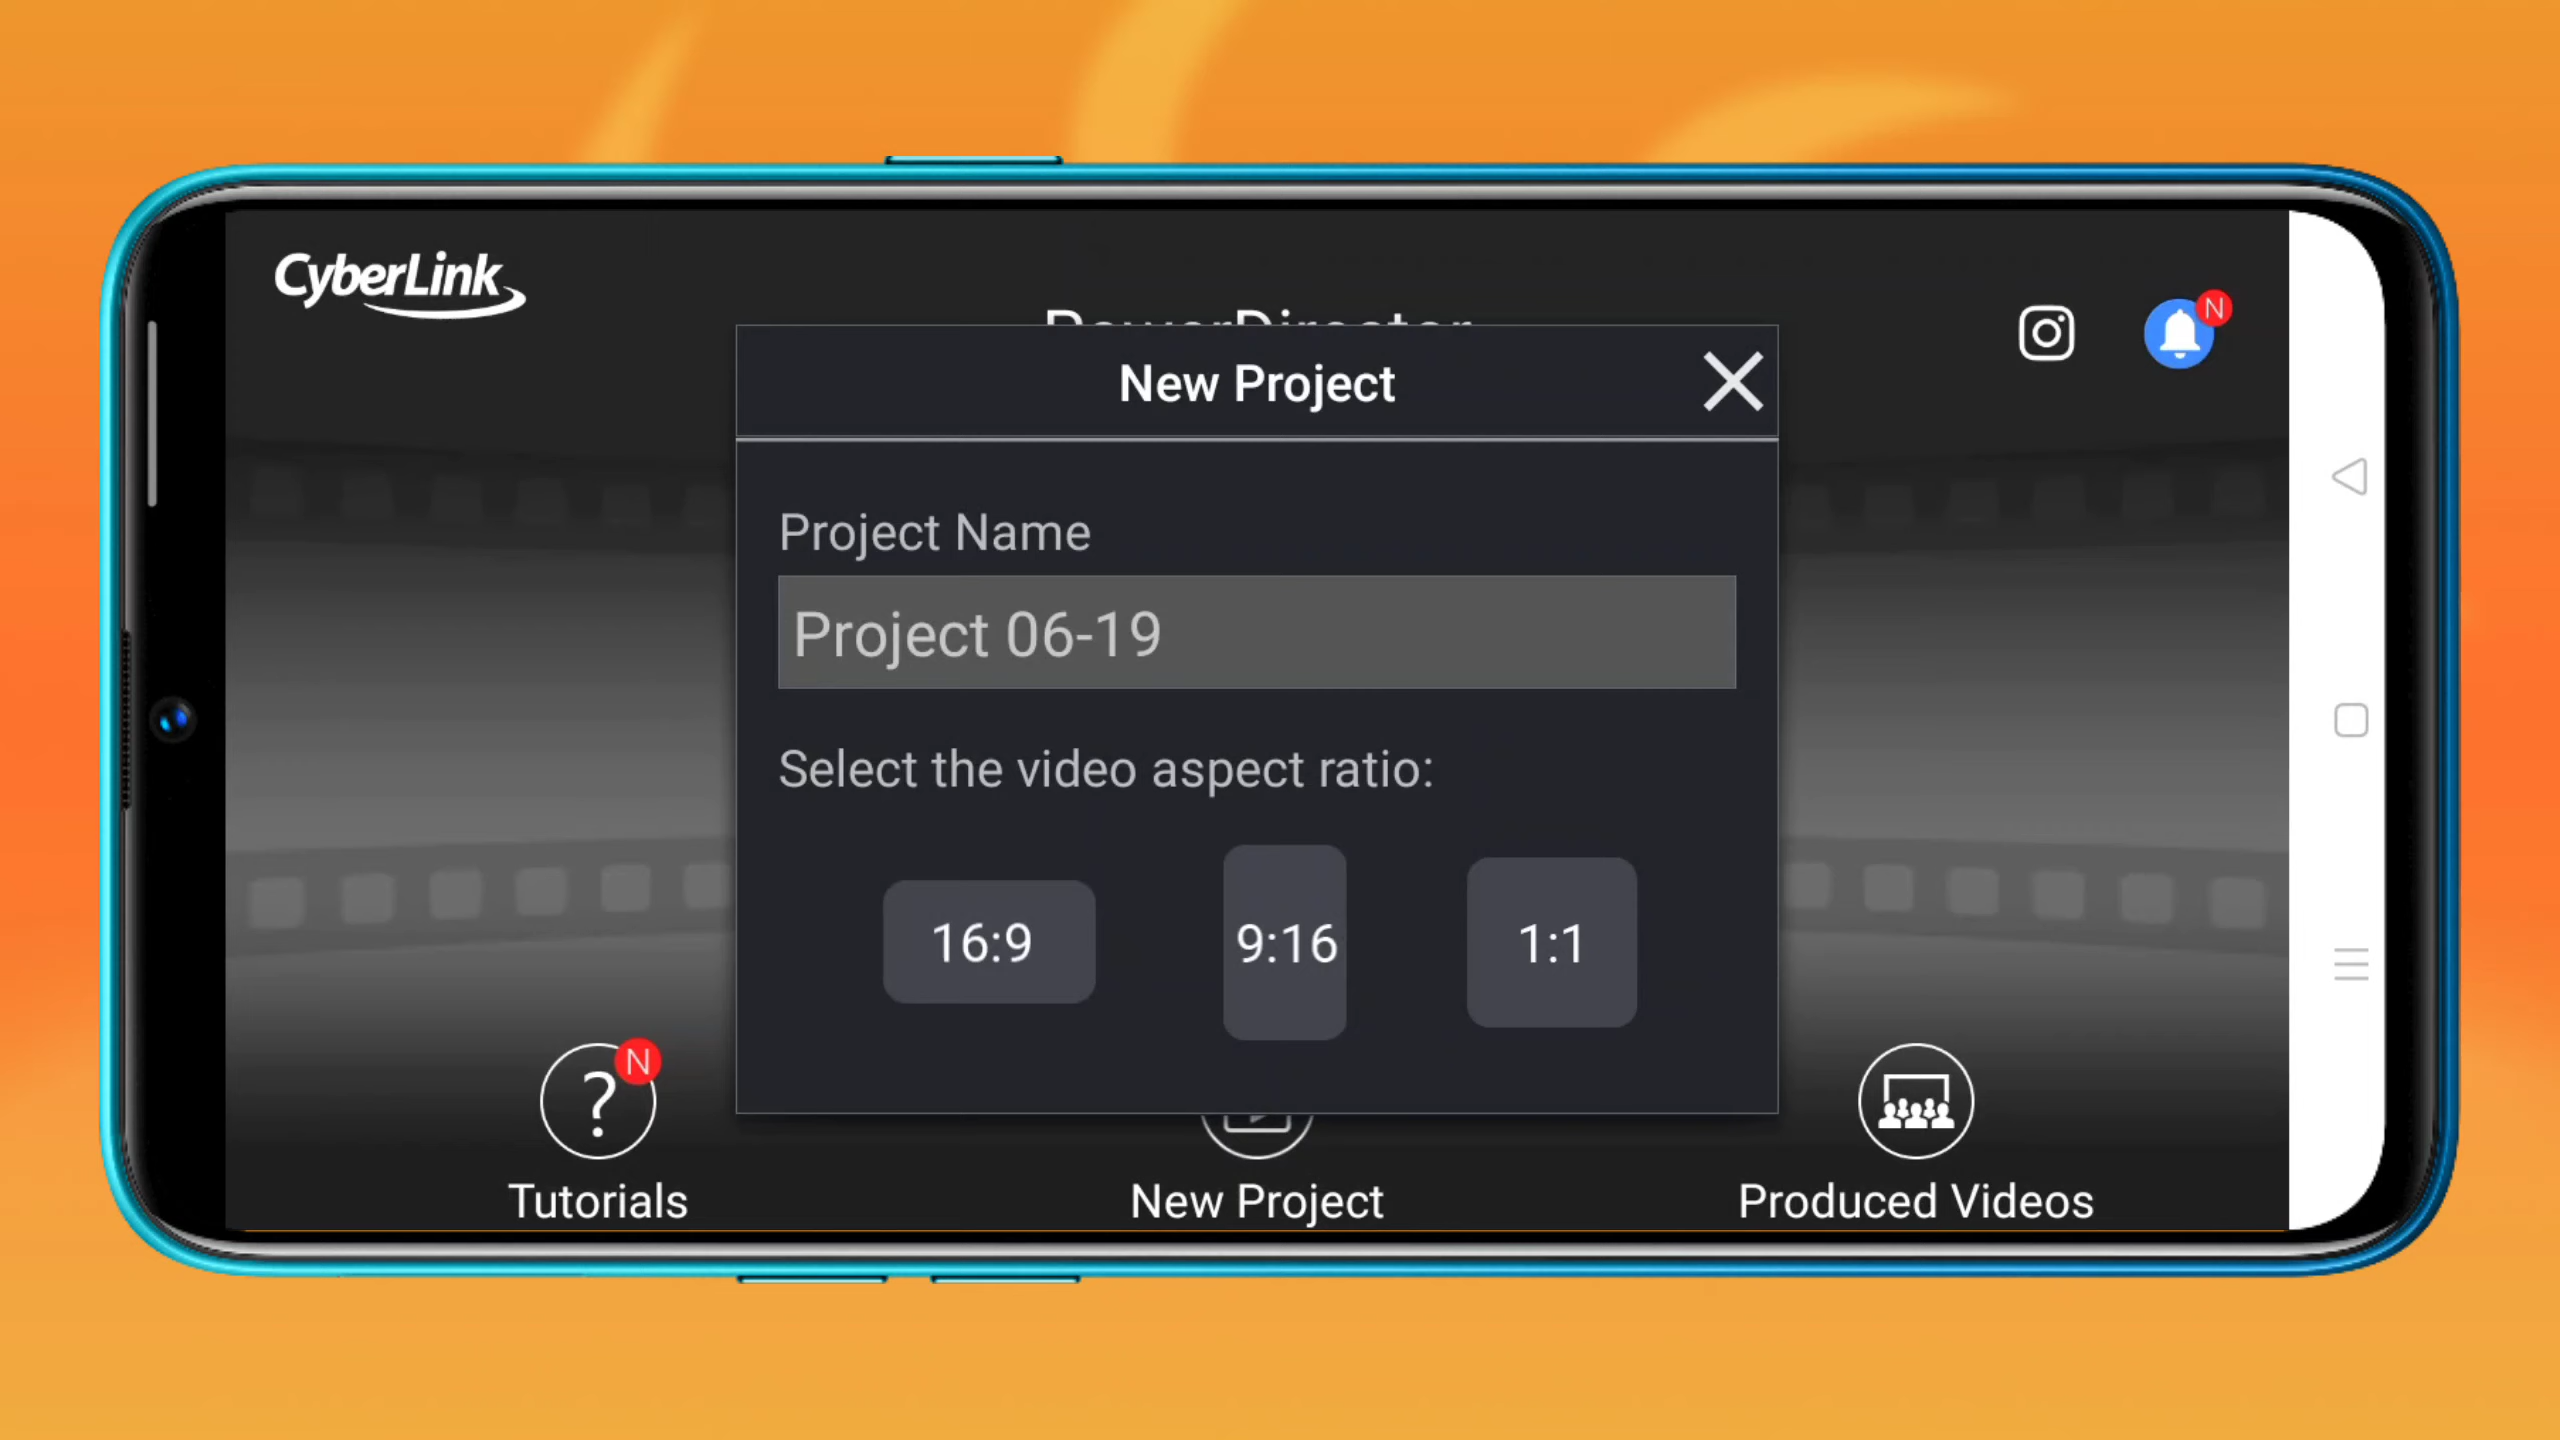 CyberLink
PowerDirector
N
New Project
Project Name
Project 06-19
Select the video aspect ratio:
16:9
9:16
1:1
?
N
Tutorials
New Project
Produced Videos